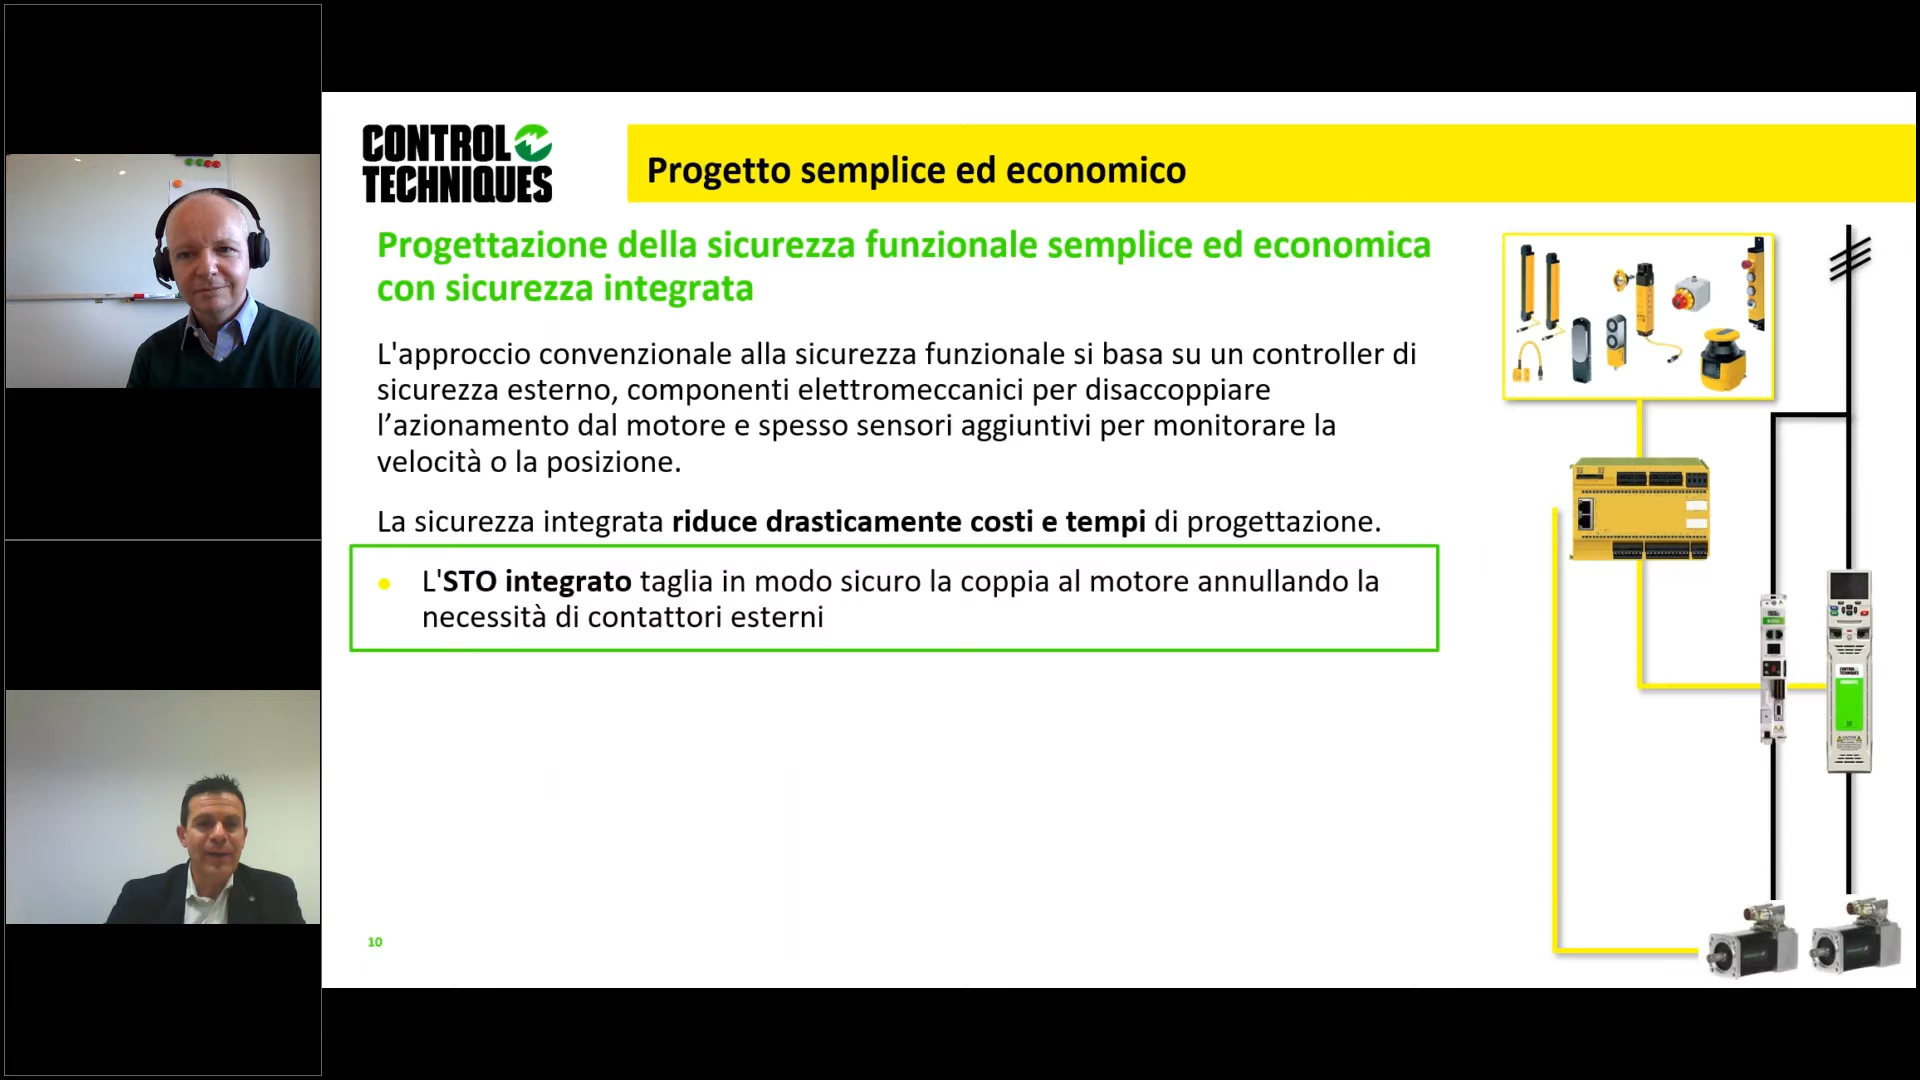 CONTROL
TECHNIQUES
Progetto semplice ed economico
Progettazione della sicurezza funzionale semplice ed economica
con sicurezza integrata
L'approccio convenzionale alla sicurezza funzionale si basa su un controller di
sicurezza esterno, componenti elettromeccanici per disaccoppiare
l’azionamento dal motore e spesso sensori aggiuntivi per monitorare la
velocità o la posizione.
La sicurezza integrata riduce drasticamente costi e tempi di progettazione.
L'STO integrato taglia in modo sicuro la coppia al motore annullando la
necessità di contattori esterni
10
CONTROL
TECHNIQUES